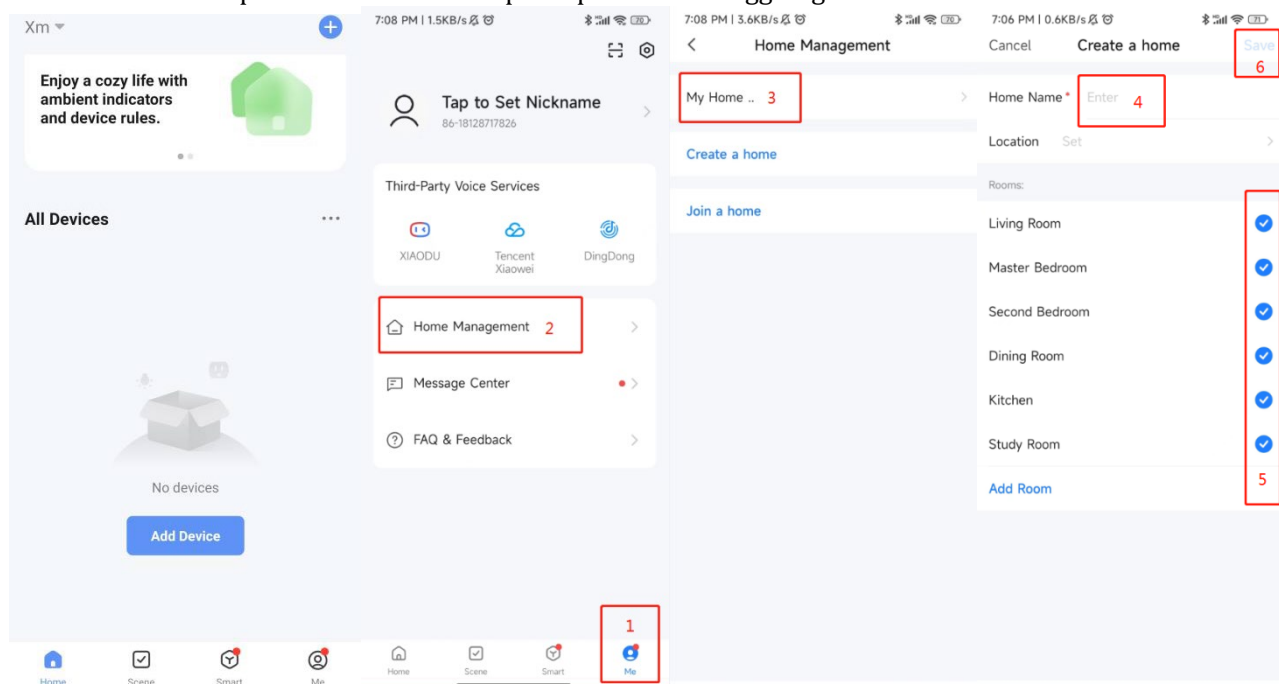 Xm
Enjoy a cozy life with
ambient indicators
and device rules.
All Devices
No devices
Add Device
Home
Scene
Smart
Me
7:08 PM | 1.5KB/s
70
Tap to Set Nickname
86-18128717826
Third-Party Voice Services
XIAODU
Tencent
Xiaowei
DingDong
Home Management 2
Message Center
FAQ & Feedback
1
Home
Scene
Smart
Me
7:08 PM | 3.6KB/s
70
Home Management
My Home .. 3
Create a home
Join a home
7:06 PM | 0.6KB/s
71
Cancel
Create a home
Save
6
Home Name* Enter 4
Location Set
Rooms:
Living Room
Master Bedroom
Second Bedroom
Dining Room
Kitchen
Study Room
Add Room
5